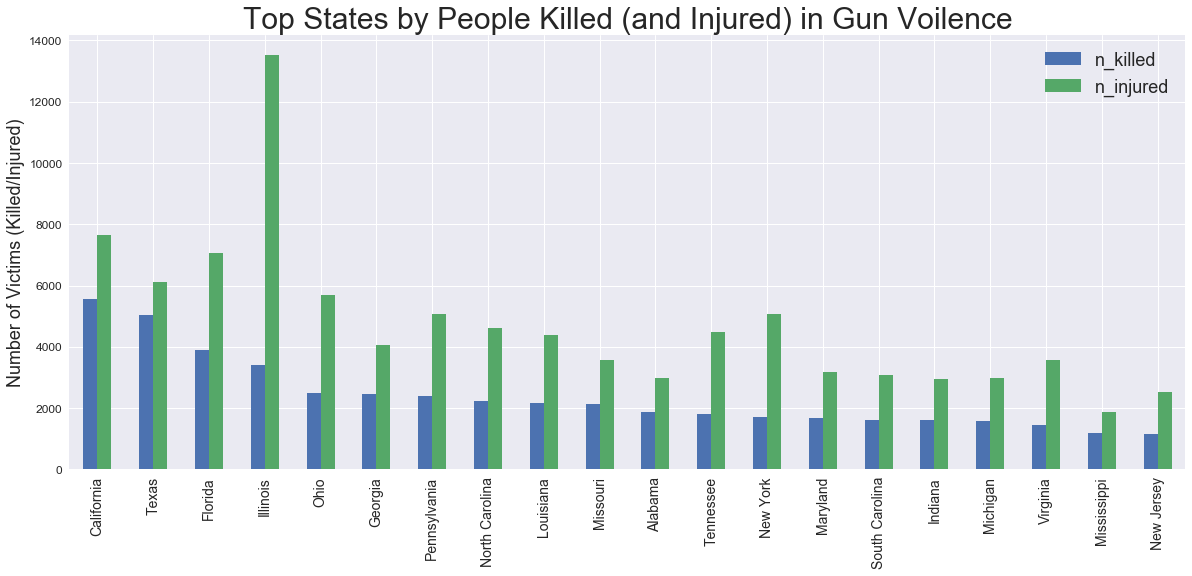 Top States by People Killed (and Injured) in Gun Voilence
Number of Victims (Killed/Injured)
14000
12000
10000
8000
6000
4000
2000
0
n_killed
n_injured
California
Texas
Florida
Illinois
Ohio
Georgia
Pennsylvania
North Carolina
Louisiana
Missouri
Alabama
Tennessee
New York
Maryland
South Carolina
Indiana
Michigan
Virginia
Mississippi
New Jersey